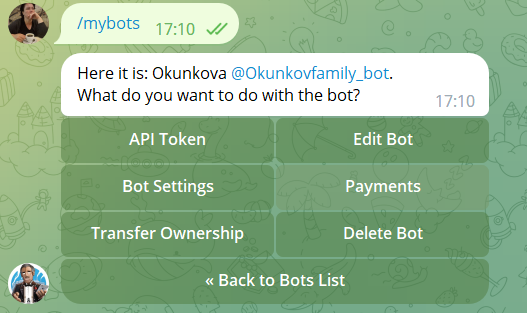 /mybots
17:10
Here it is: Okunkova @Okunkovfamily_bot.
What do you want to do with the bot?
17:10
API Token
Edit Bot
Bot Settings
Payments
Transfer Ownership
Delete Bot
« Back to Bots List